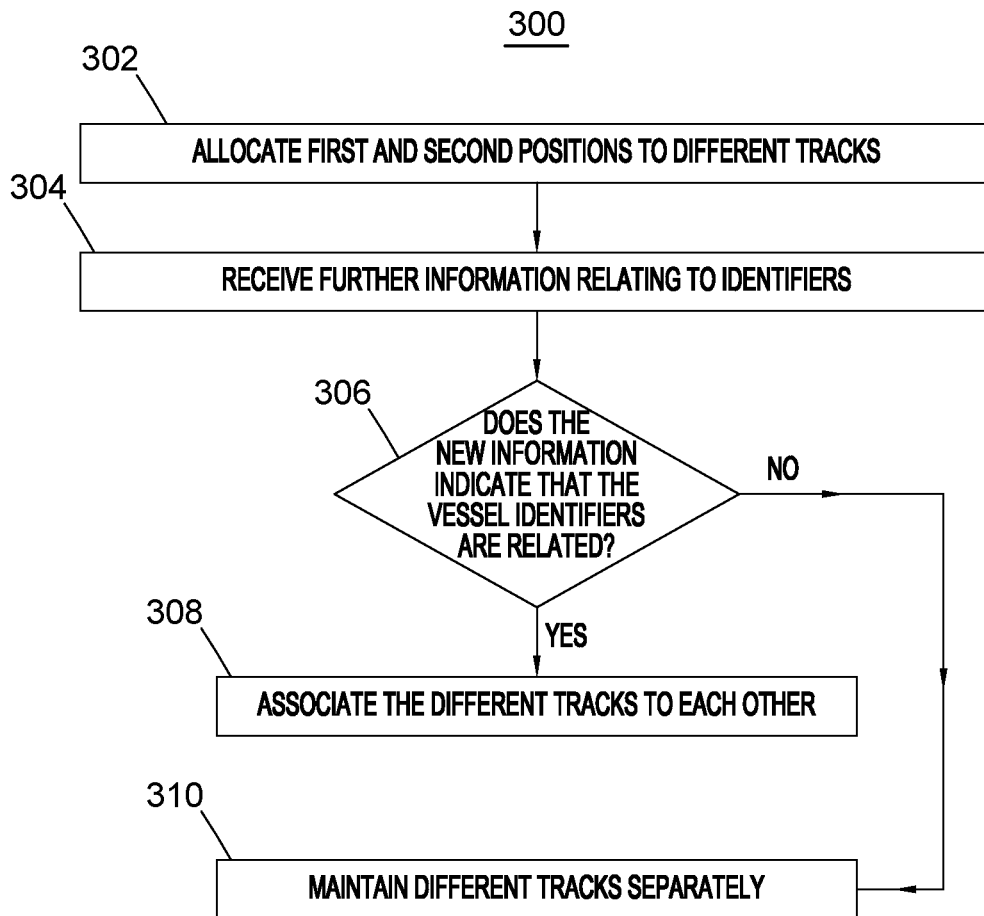 300
302
ALLOCATE FIRST AND SECOND POSITIONS TO DIFFERENT TRACKS
304
RECEIVE FURTHER INFORMATION RELATING TO IDENTIFIERS
306
DOES THE
NEW INFORMATION
INDICATE THAT THE
VESSEL IDENTIFIERS
ARE RELATED?
NO
YES
308
ASSOCIATE THE DIFFERENT TRACKS TO EACH OTHER
310
MAINTAIN DIFFERENT TRACKS SEPARATELY